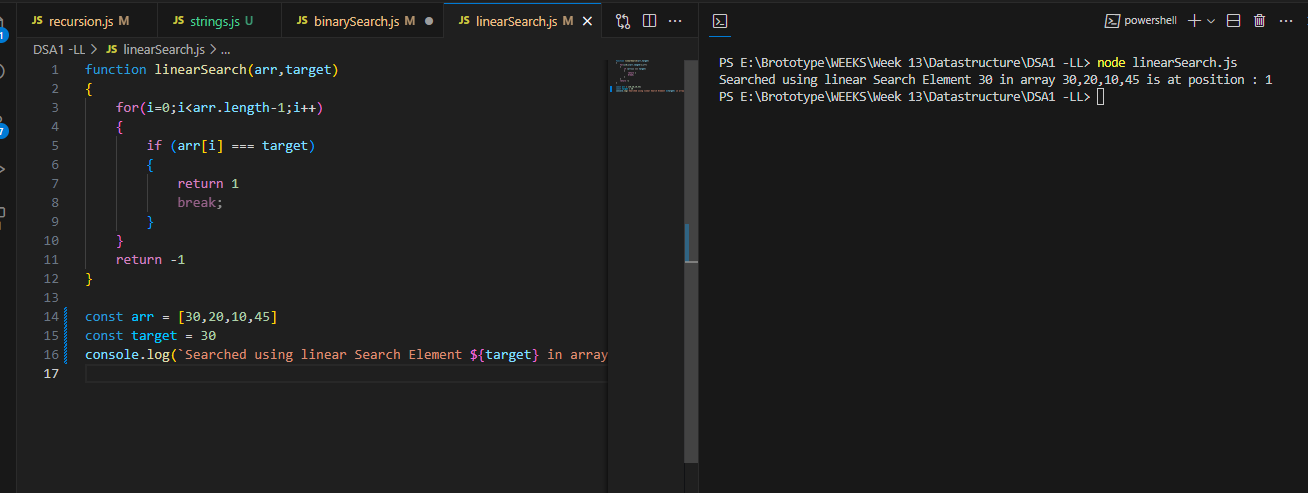 JS recursion.js M JS strings.js U JS binarySearch.js M JS linearSearch.js M
DSA1 -LL > JS linearSearch.js > ...
1 function linearSearch(arr,target)
2 {
3 for(i=0;i<arr.length-1;i++)
4 {
5 if (arr[i] === target)
6 {
7 return 1
8 break;
9 }
10 }
11 return -1
12 }
13
14 const arr = [30,20,10,45]
15 const target = 30
16 console.log(`Searched using linear Search Element ${target} in array
17
powershell
PS E:\Brototype\WEEKS\Week 13\Datastructure\DSA1 -LL> node linearSearch.js
Searched using linear Search Element 30 in array 30,20,10,45 is at position : 1
PS E:\Brototype\WEEKS\Week 13\Datastructure\DSA1 -LL>